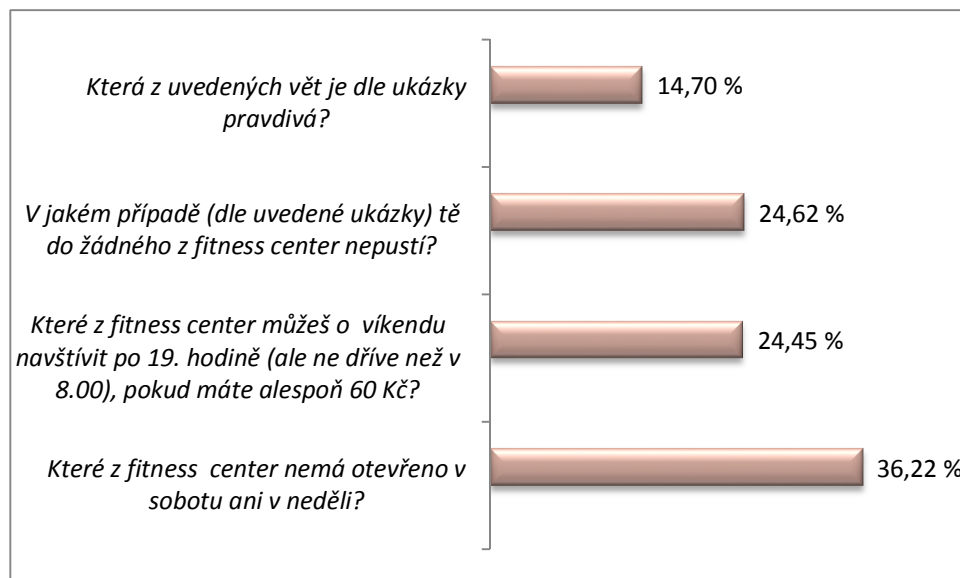 Která z uvedených vět je dle ukázky
pravdivá?
14,70 %
V jakém případě (dle uvedené ukázky) tě
do žádného z fitness center nepustí?
24,62 %
Které z fitness center můžeš o víkendu
navštívit po 19. hodině (ale ne dříve než v
8.00), pokud máte alespoň 60 Kč?
24,45 %
Které z fitness center nemá otevřeno v
sobotu ani v neděli?
36,22 %